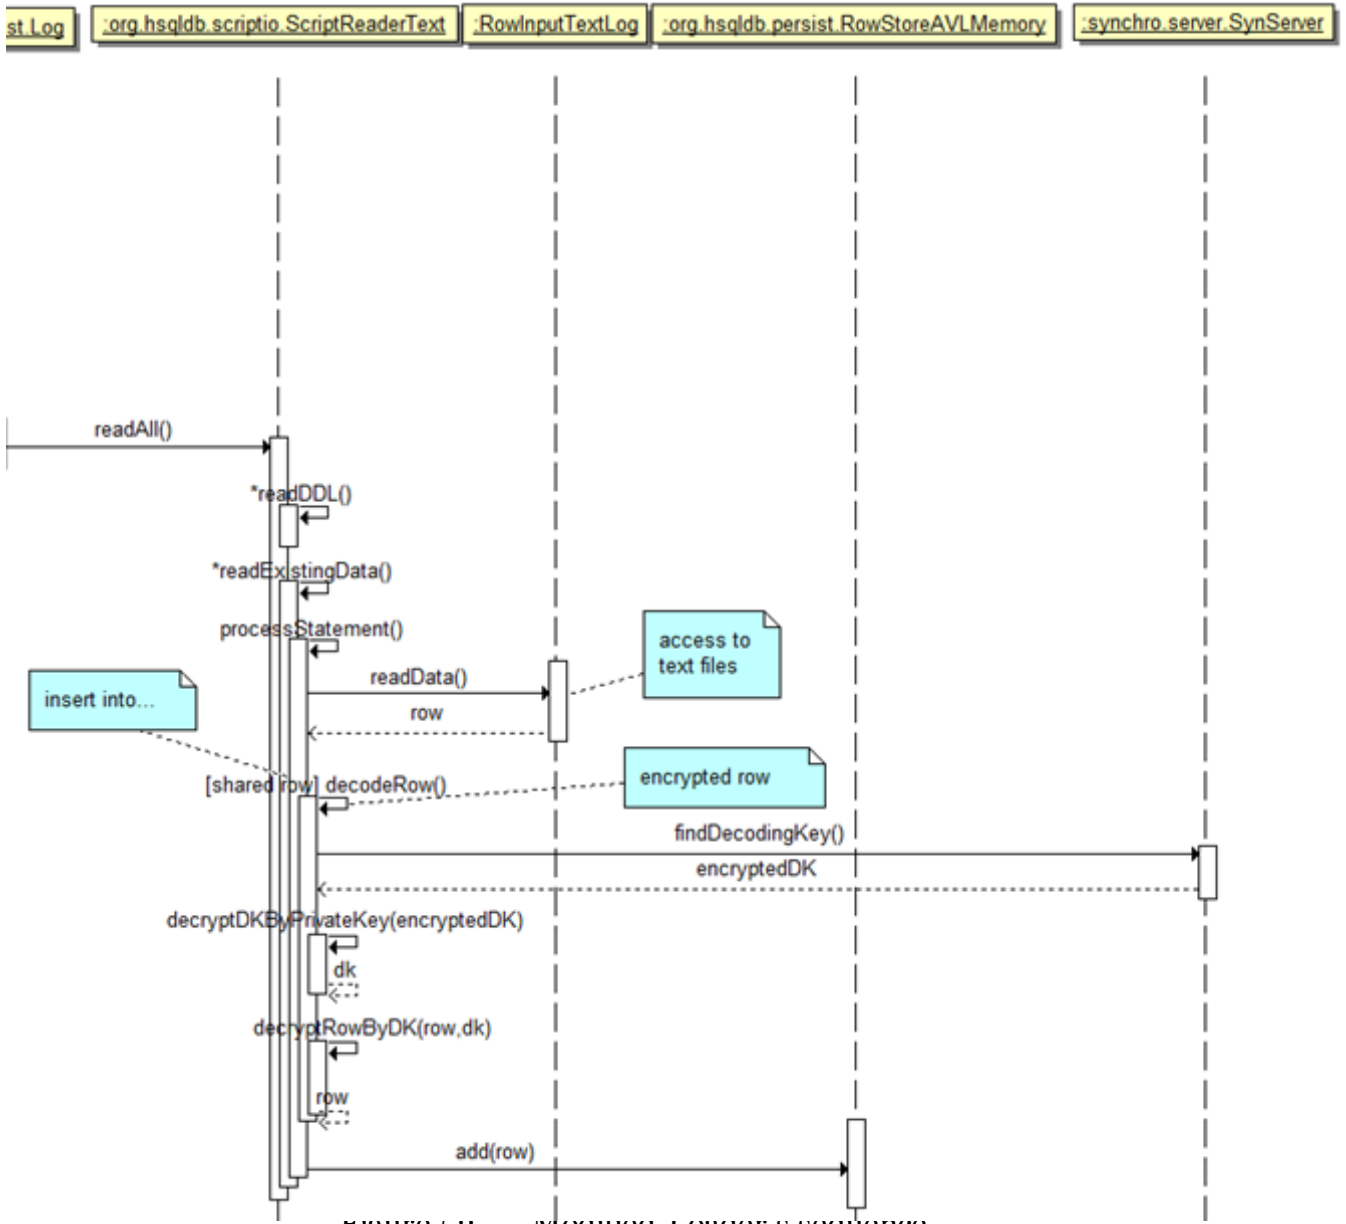 st.Log
:org.hsqldb.scriptio.ScriptReaderText
:RowInputTextLog
:org.hsqldb.persist.RowStoreAVLMemory
:synchro.server.SynServer
readAll()
*readDDL()
*readExistingData()
processStatement()
access to
text files
readData()
insert into...
row
encrypted row
[shared row] decodeRow()
findDecodingKey()
encryptedDK
decryptDKByPrivateKey(encryptedDK)
dk
decryptRowByDK(row,dk)
row
add(row)